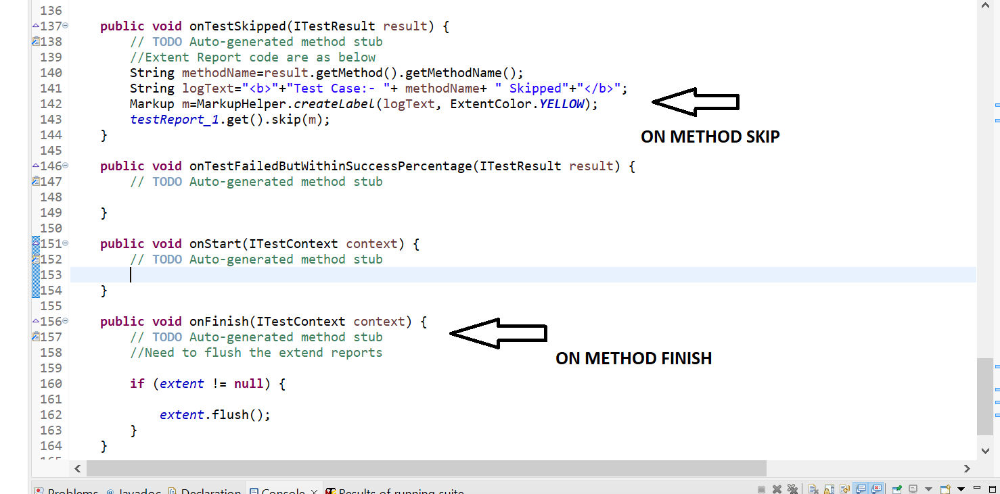 136
137 public void onTestSkipped(ITestResult result) {
138 // TODO Auto-generated method stub
139 //Extent Report code are as below
140 String methodName=result.getMethod().getMethodName();
141 String logText="<b>"+"Test Case:- "+ methodName+ " Skipped"+"</b>";
142 Markup m=MarkupHelper.createLabel(logText, ExtentColor.YELLOW);
143 testReport_1.get().skip(m);
144 }
ON METHOD SKIP
145
146 public void onTestFailedButWithinSuccessPercentage(ITestResult result) {
147 // TODO Auto-generated method stub
148
149 }
150
151 public void onStart(ITestContext context) {
152 // TODO Auto-generated method stub
153
154 }
155
156 public void onFinish(ITestContext context) {
157 // TODO Auto-generated method stub
158 //Need to flush the extend reports
ON METHOD FINISH
159
160 if (extent != null) {
161
162 extent.flush();
163 }
164 }
165
Problems @ Javadoc Declaration Console Results of running suite